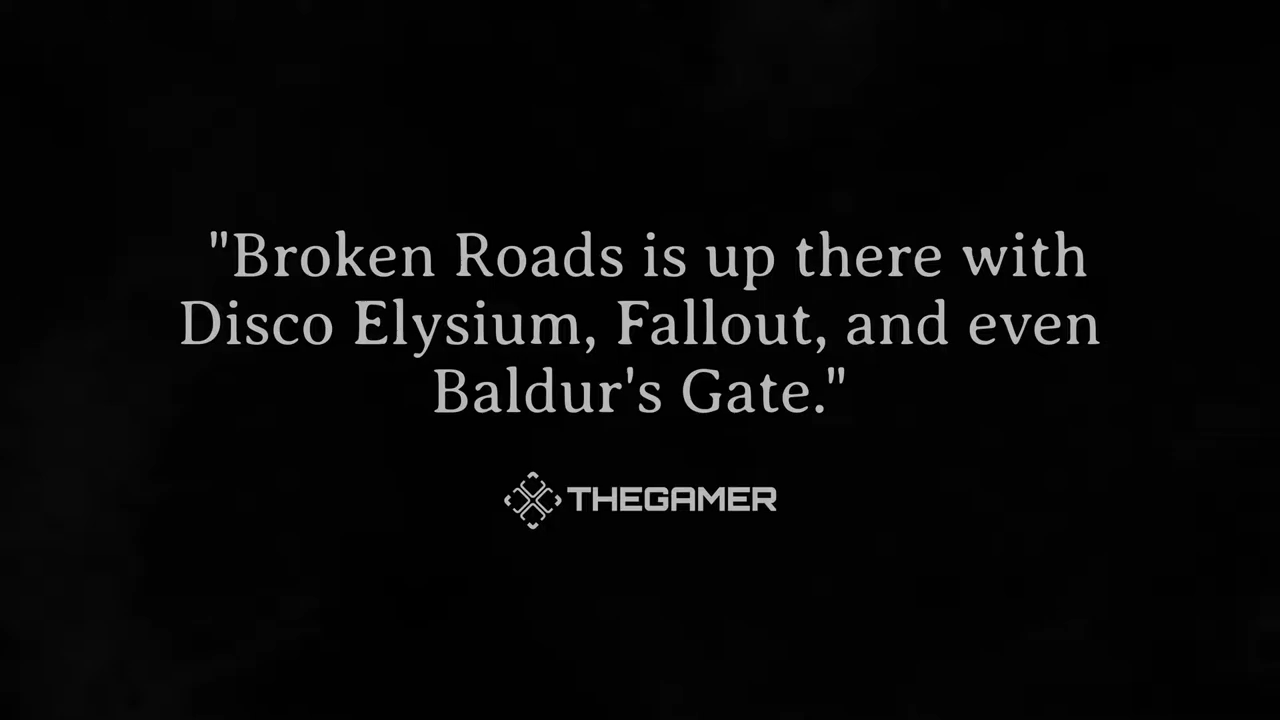 "Broken Roads is up there with
Disco Elysium, Fallout, and even
Baldur's Gate."
THEGAMER